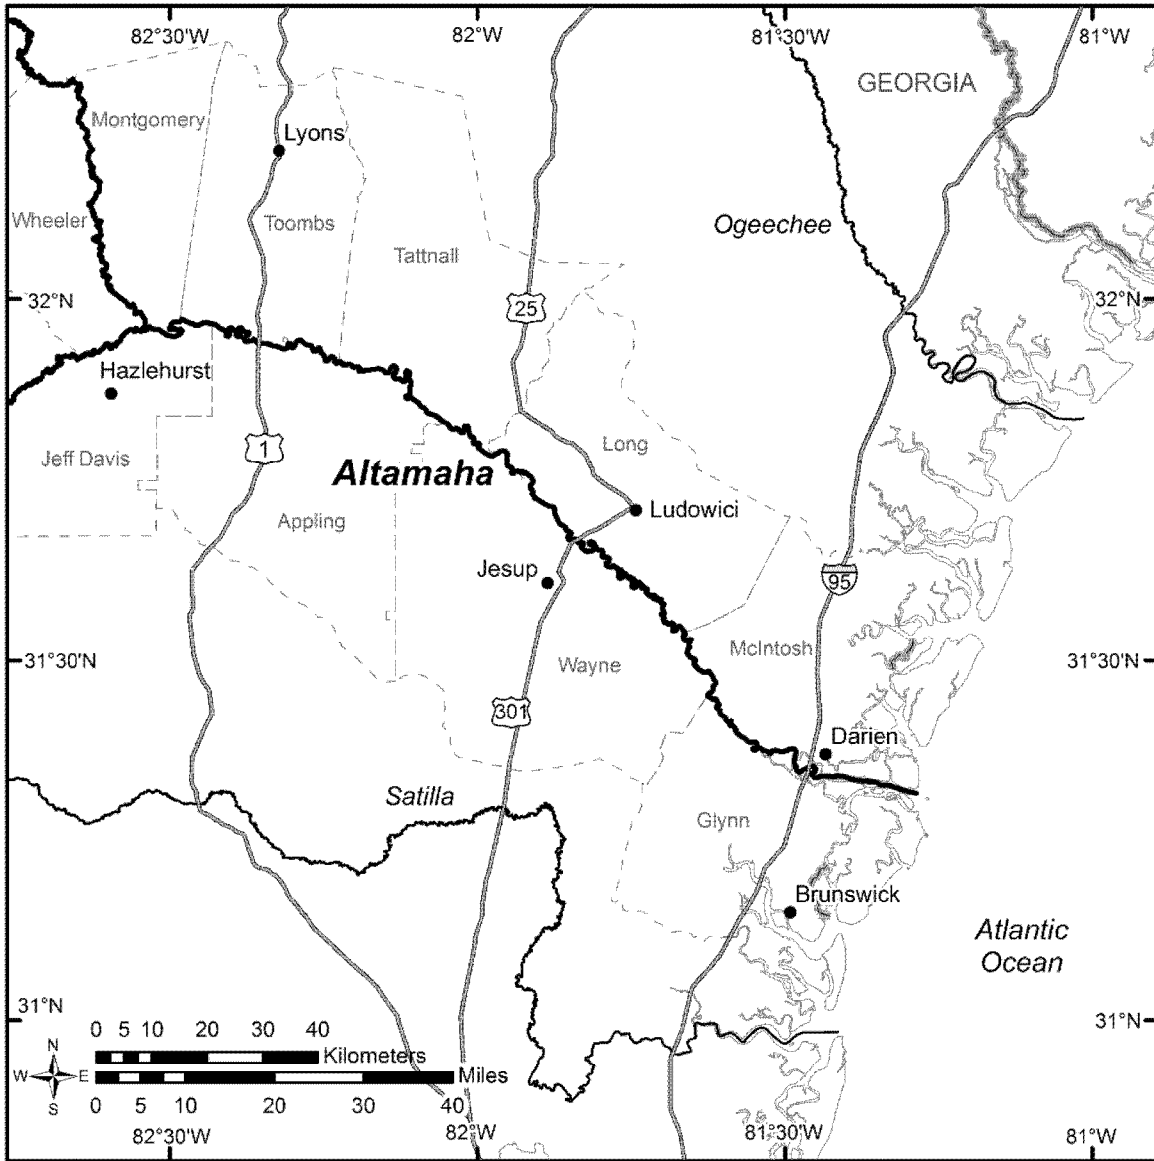 82°30'W
82°W
81°30'W
81°W
GEORGIA
Montgomery
Lyons
Wheeler
Toombs
Ogeechee
Tattnall
32°N
32°N
25
Hazlehurst
1
Long
Jeff Davis
Altamaha
Ludowici
Appling
Jesup
95
McIntosh
31°30'N
Wayne
31°30'N
301
Darien
Satilla
Glynn
Brunswick
Atlantic
Ocean
31°N
31°N
0 5 10 20 30 40
Kilometers
N
W E
S
Miles
0 5 10 20 30 40
82°30'W
82°W
81°30'W
81°W